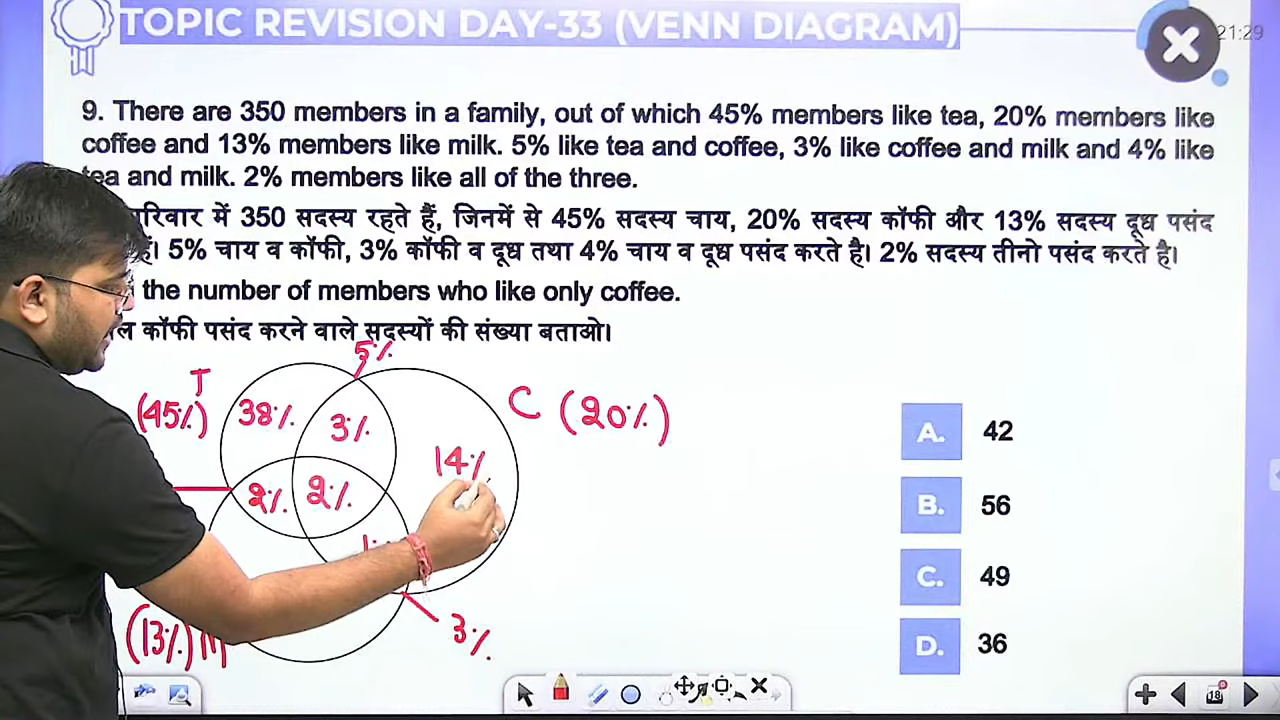 TOPIC REVISION DAY-33 (VENN DIAGRAM)
21:29
9. There are 350 members in a family, out of which 45% members like tea, 20% members like
coffee and 13% members like milk. 5% like tea and coffee, 3% like coffee and milk and 4% like
tea and milk. 2% members like all of the three.
में 350 सदस्य रहते हैं, जिनमें से 45% सदस्य चाय, 20% सदस्य कॉफी और 13% सदस्य दूध पसंद
5% चाय व कॉफी, 3% कॉफी व दूध तथा 4% चाय व दूध पसंद करते है। 2% सदस्य तीनो पसंद करते है।
the number of members who like only coffee.
कॉफी पसंद करने वाले सदस्यों की संख्या बताओ।
5%
T
(45%)
38%
3%
C (20%)
14%
2%
2%
(13%) M
3%
A. 42
B. 56
C. 49
D. 36
18